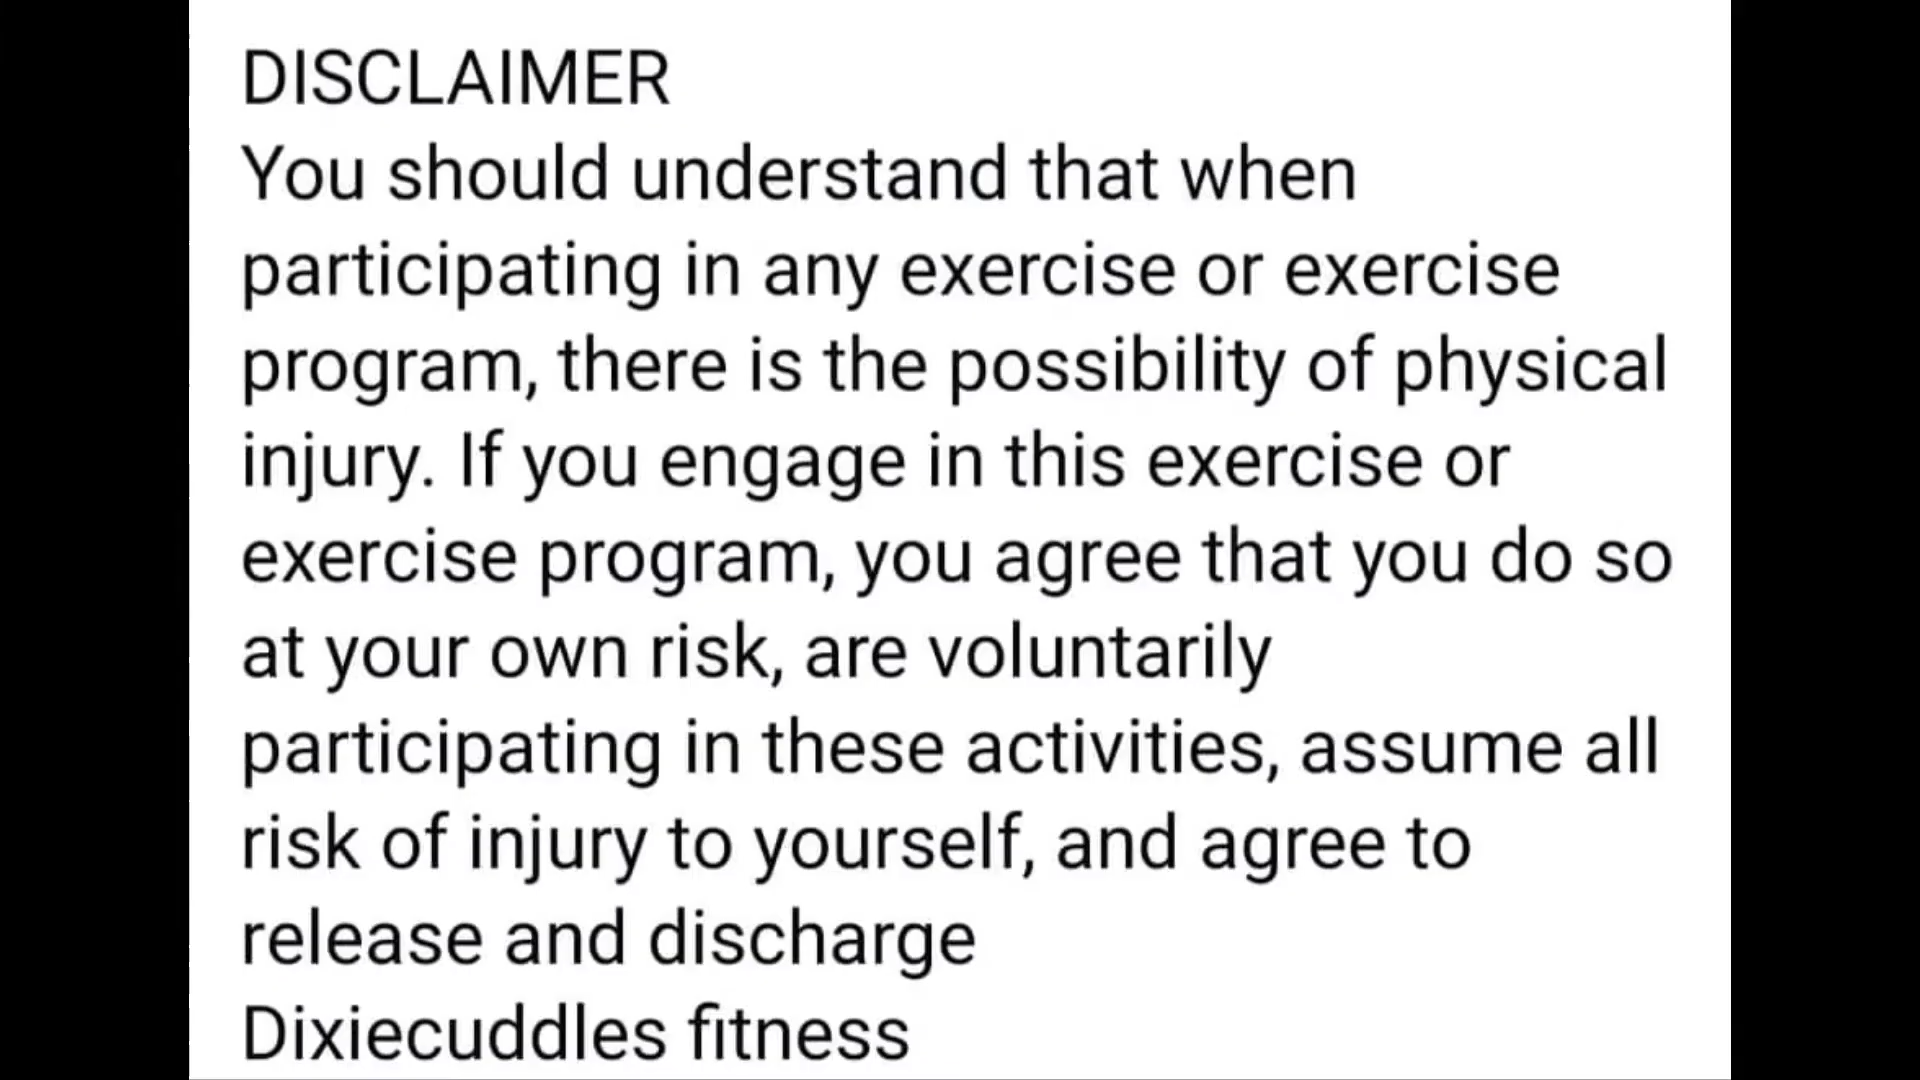 DISCLAIMER
You should understand that when
participating in any exercise or exercise
program, there is the possibility of physical
injury. If you engage in this exercise or
exercise program, you agree that you do so
at your own risk, are voluntarily
participating in these activities, assume all
risk of injury to yourself, and agree to
release and discharge
Dixiecuddles fitness